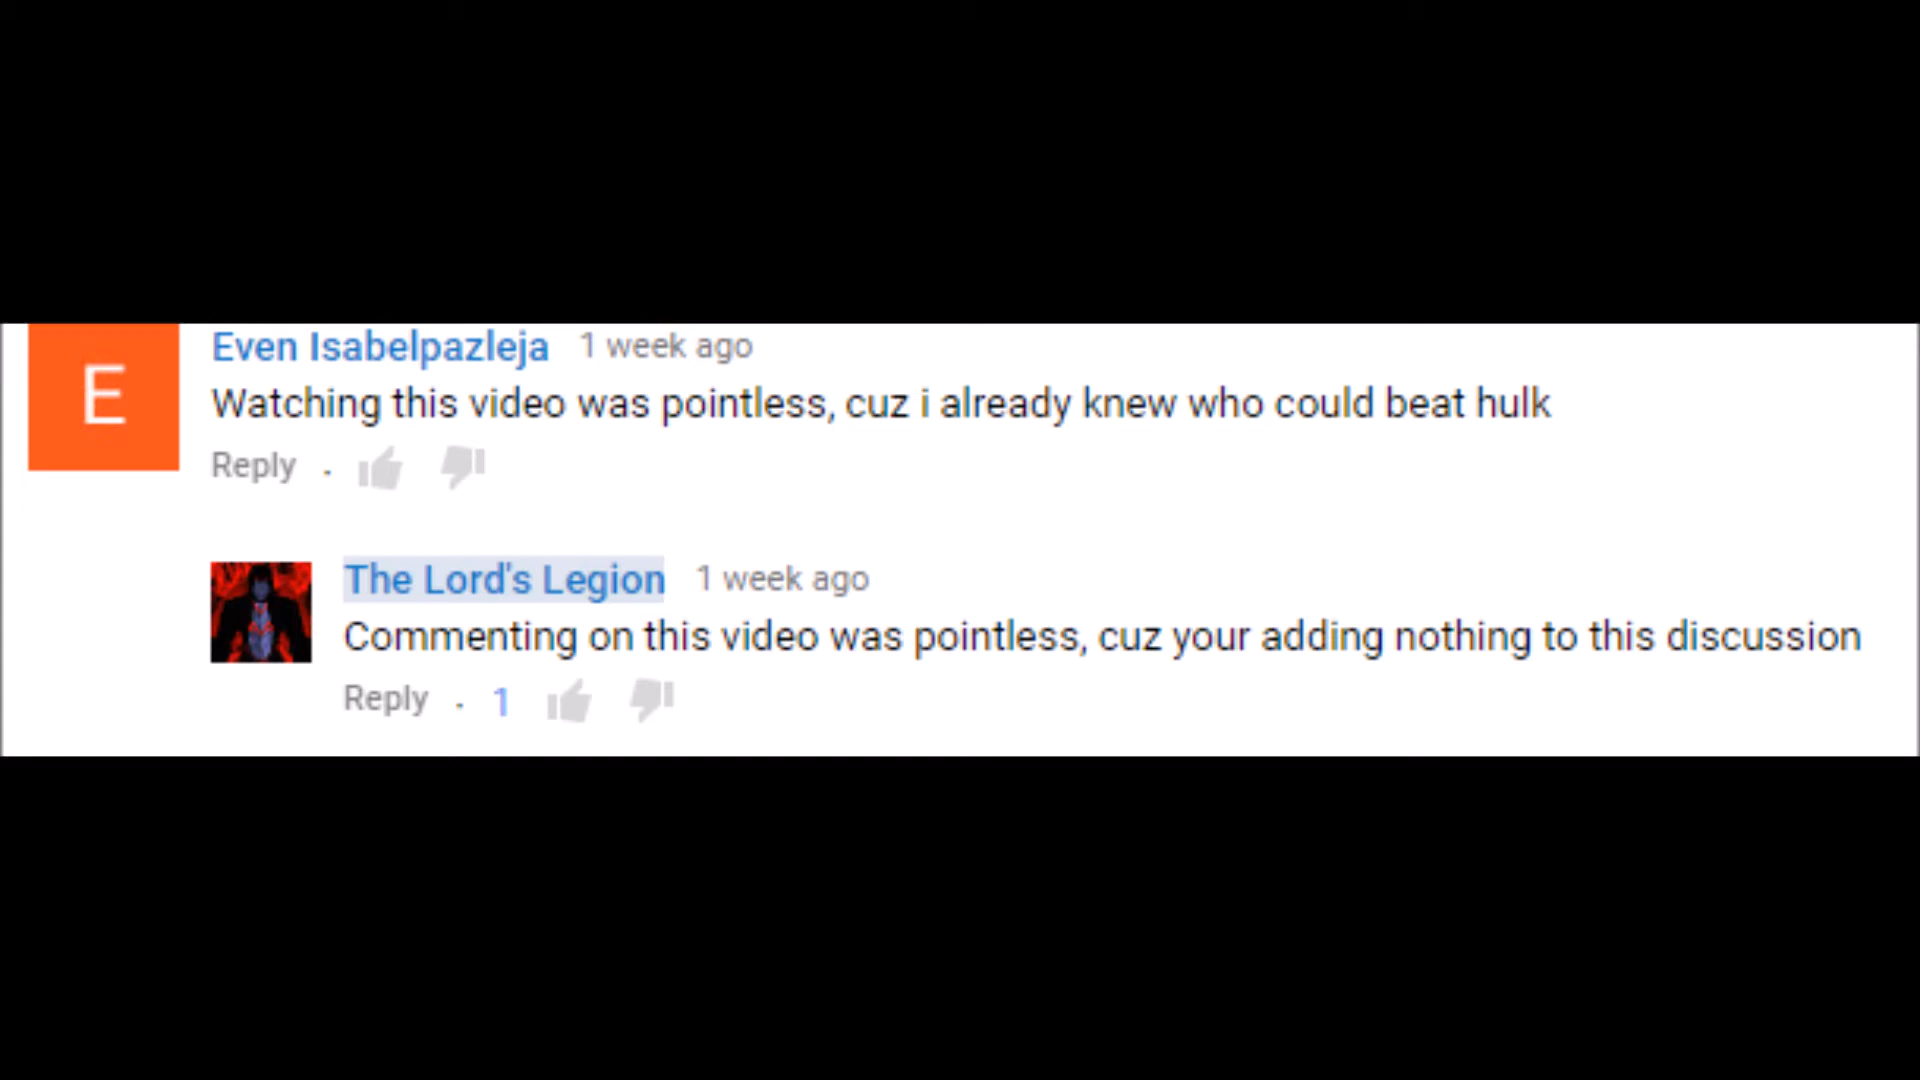 E
Even Isabelpazleja 1 week ago
Watching this video was pointless, cuz i already knew who could beat hulk
Reply .
The Lord's Legion 1 week ago
Commenting on this video was pointless, cuz your adding nothing to this discussion
Reply . 1